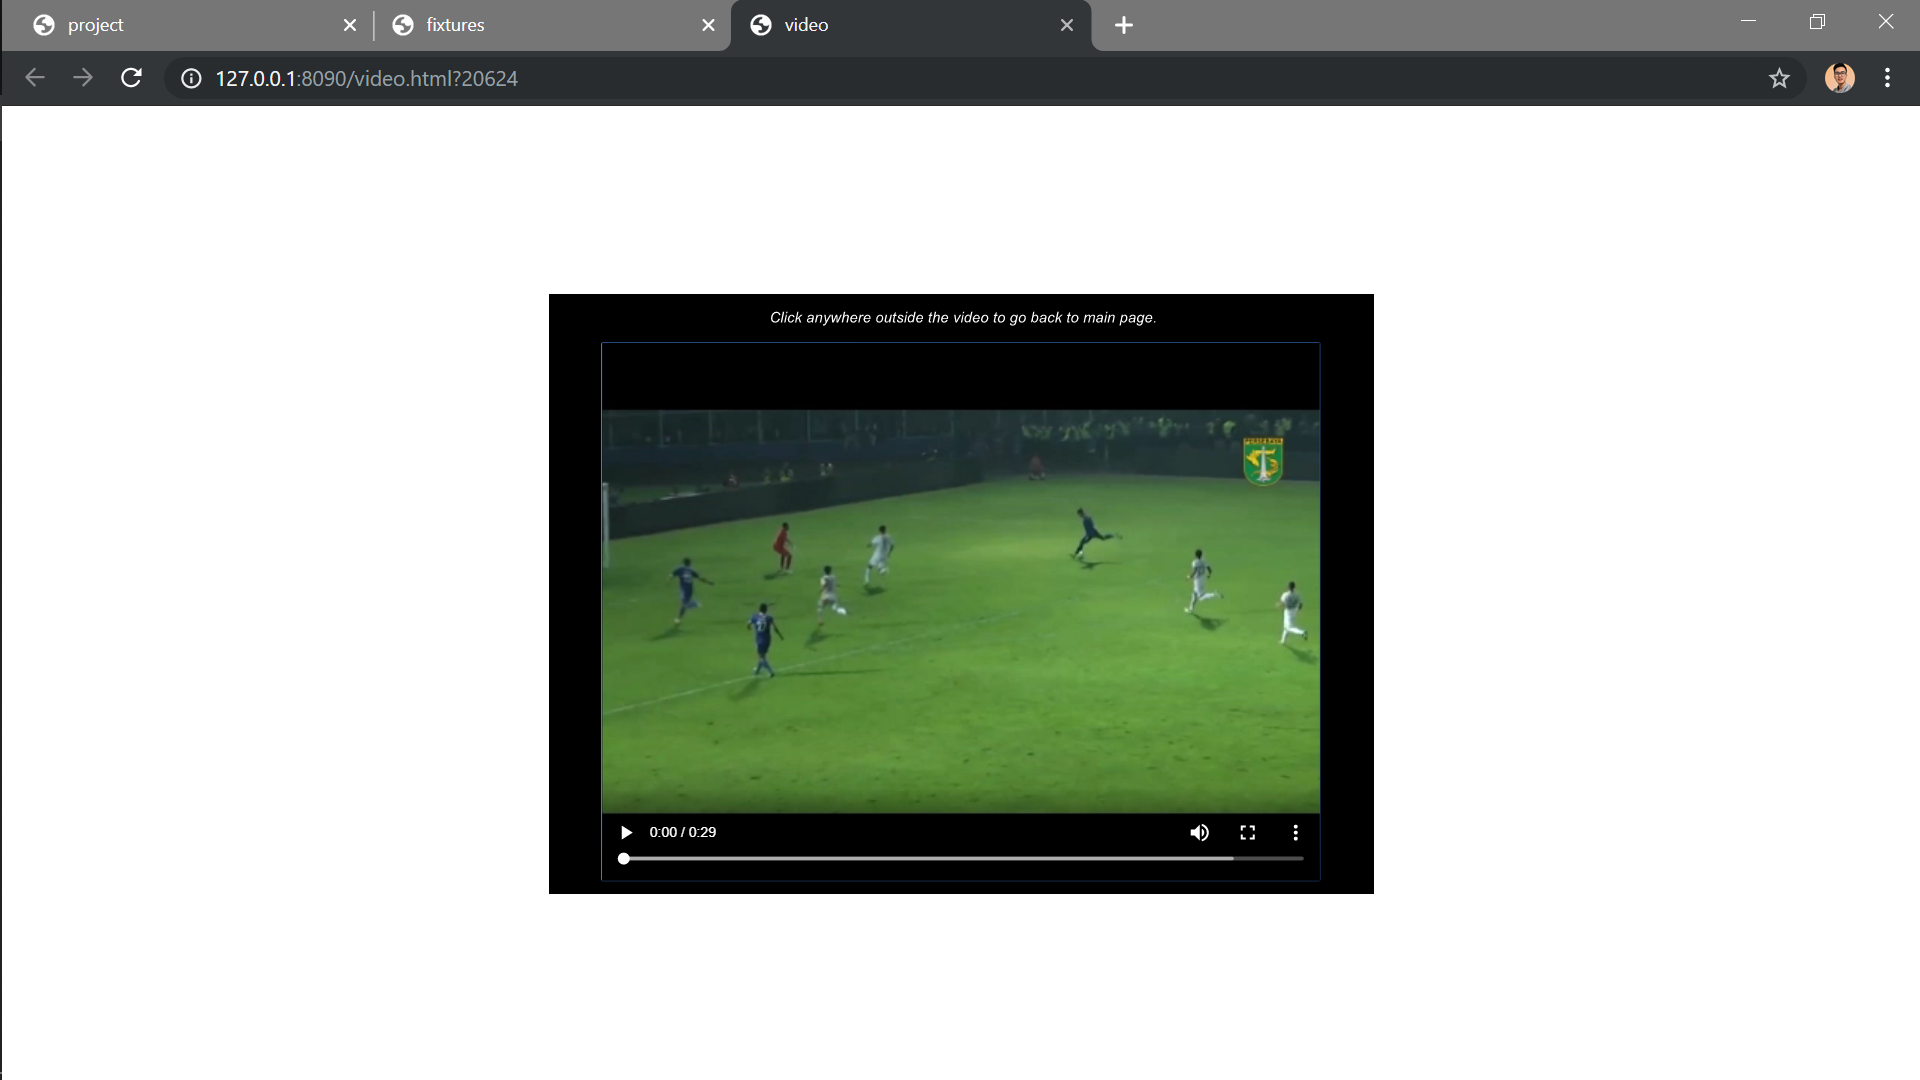 project
fixtures
video
127.0.0.1:8090/video.html?20624
Click anywhere outside the video to go back to main page.
PERSEBAYA
0:00 / 0:29